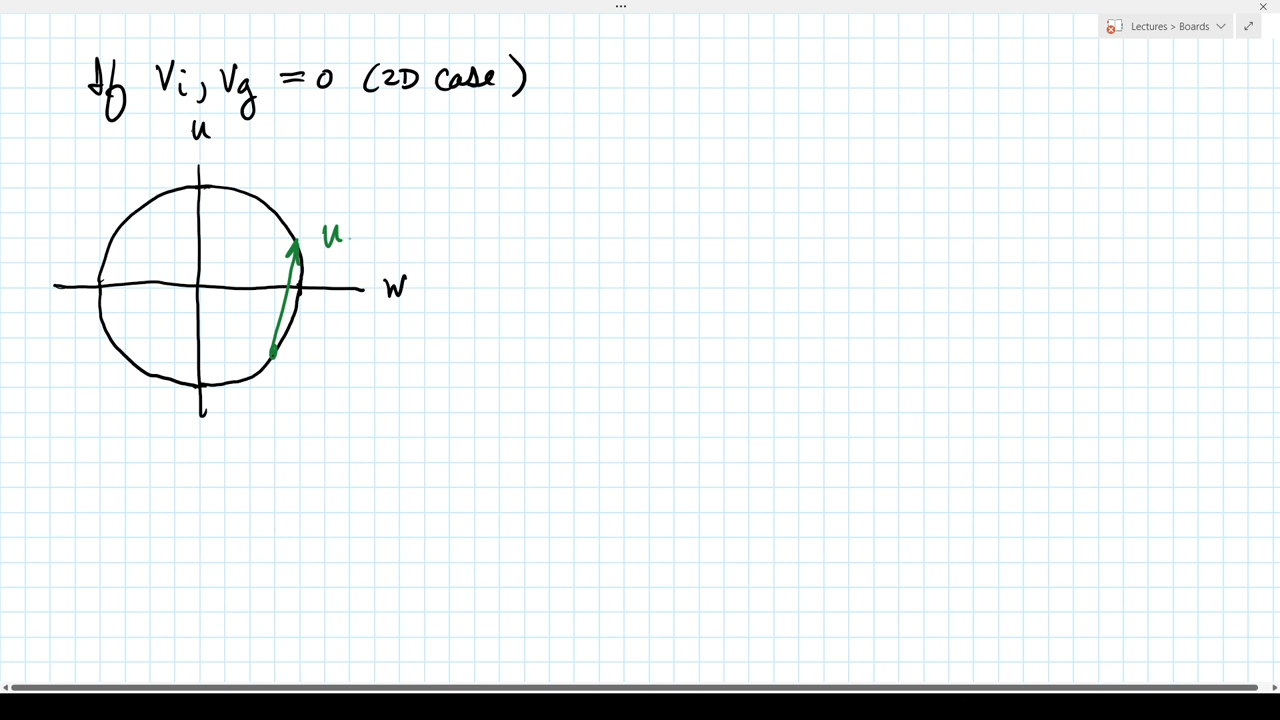 Lectures > Boards
If Vi, Vg = 0 (2D case)
u
u
w